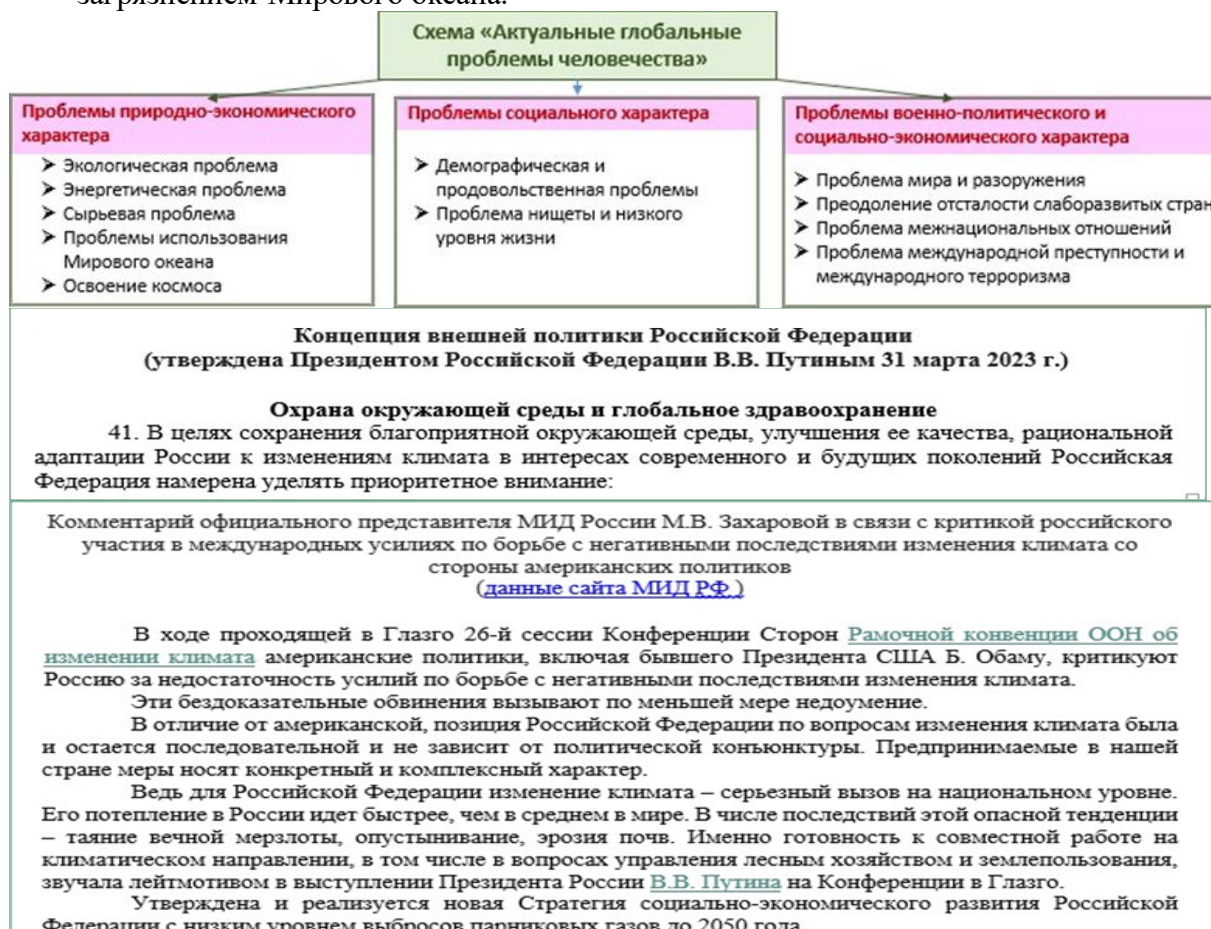 загрязнением Мирового океана.
Схема «Актуальные глобальные
проблемы человечества»
Проблемы природно-экономического
характера
➤ Экологическая проблема
➤ Энергетическая проблема
➤ Сырьевая проблема
➤ Проблемы использования
Мирового океана
➤ Освоение космоса
Проблемы социального характера
➤ Демографическая и
продовольственная проблемы
➤ Проблема нищеты и низкого
уровня жизни
Проблемы военно-политического и
социально-экономического характера
➤ Проблема мира и разоружения
➤ Преодоление отсталости слаборазвитых стран
➤ Проблема межнациональных отношений
➤ Проблема международной преступности и
международного терроризма
Концепция внешней политики Российской Федерации
(утверждена Президентом Российской Федерации В.В. Путиным 31 марта 2023 г.)
Охрана окружающей среды и глобальное здравоохранение
41. В целях сохранения благоприятной окружающей среды, улучшения ее качества, рациональной
адаптации России к изменениям климата в интересах современного и будущих поколений Российская
Федерация намерена уделять приоритетное внимание:
Комментарий официального представителя МИД России М.В. Захаровой в связи с критикой российского
участия в международных усилиях по борьбе с негативными последствиями изменения климата со
стороны американских политиков
(данные сайта МИД РФ )
В ходе проходящей в Глазго 26-й сессии Конференции Сторон Рамочной конвенции ООН об
изменении климата американские политики, включая бывшего Президента США Б. Обаму, критикуют
Россию за недостаточность усилий по борьбе с негативными последствиями изменения климата.
Эти бездоказательные обвинения вызывают по меньшей мере недоумение.
В отличие от американской, позиция Российской Федерации по вопросам изменения климата была
и остается последовательной и не зависит от политической конъюнктуры. Предпринимаемые в нашей
стране меры носят конкретный и комплексный характер.
Ведь для Российской Федерации изменение климата – серьезный вызов на национальном уровне.
Его потепление в России идет быстрее, чем в среднем в мире. В числе последствий этой опасной тенденции
– таяние вечной мерзлоты, опустынивание, эрозия почв. Именно готовность к совместной работе на
климатическом направлении, в том числе в вопросах управления лесным хозяйством и землепользования,
звучала лейтмотивом в выступлении Президента России В.В. Путина на Конференции в Глазго.
Утверждена и реализуется новая Стратегия социально-экономического развития Российской
Федерации с низким уровнем выбросов парниковых газов до 2050 года.